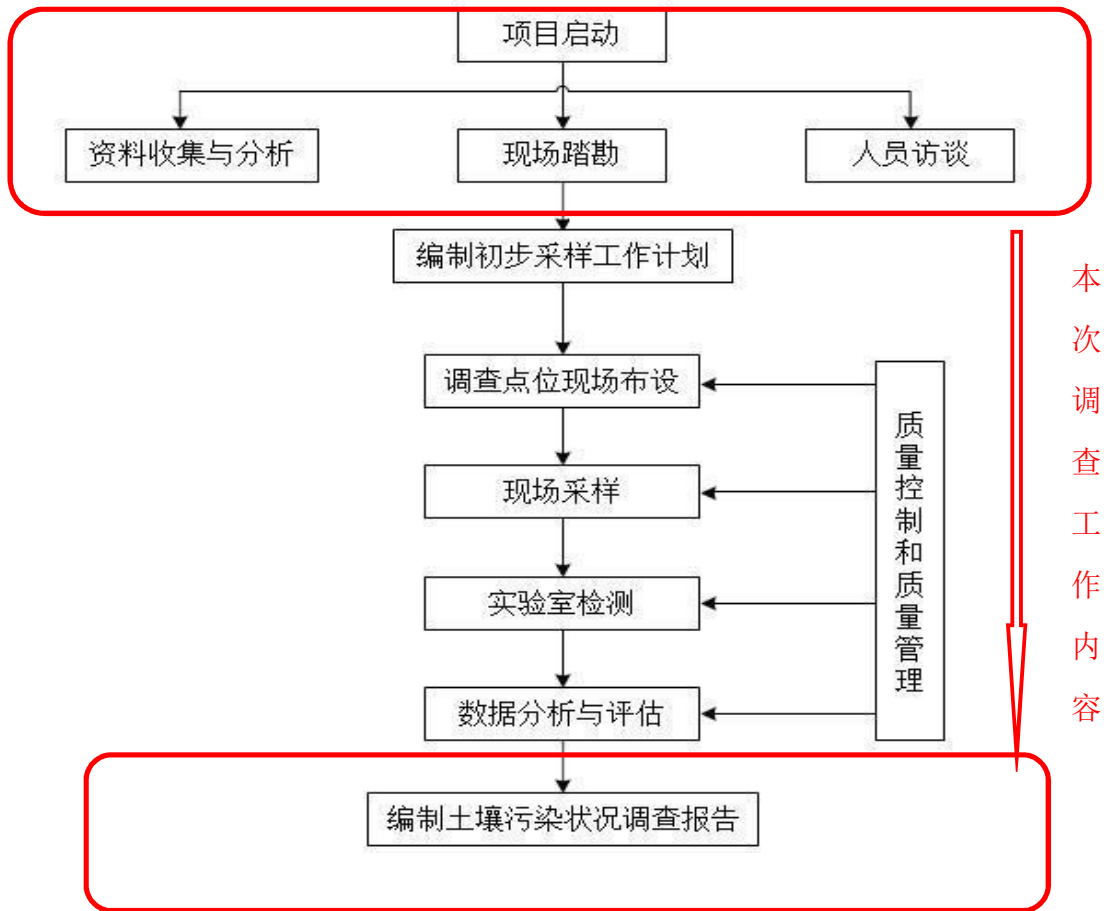 项目启动
资料收集与分析
现场踏勘
人员访谈
编制初步采样工作计划
调查点位现场布设
现场采样
实验室检测
数据分析与评估
质量控制和质量管理
编制土壤污染状况调查报告
本次调查工作内容